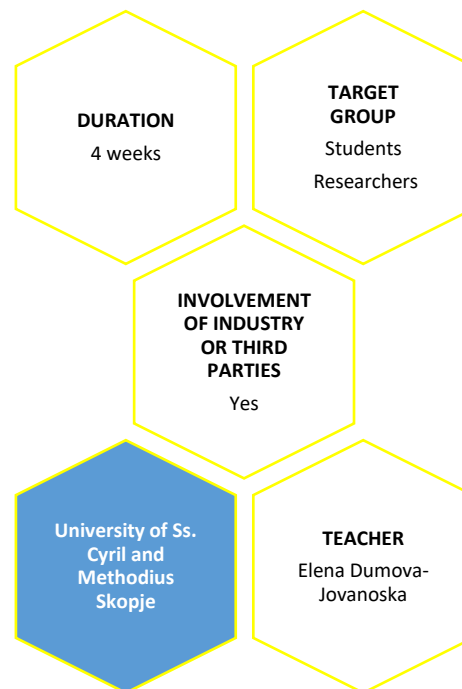 DURATION
4 weeks
TARGET
GROUP
Students
Researchers
INVOLVEMENT
OF INDUSTRY
OR THIRD
PARTIES
Yes
University of Ss.
Cyril and
Methodius
Skopje
TEACHER
Elena Dumova-
Jovanoska